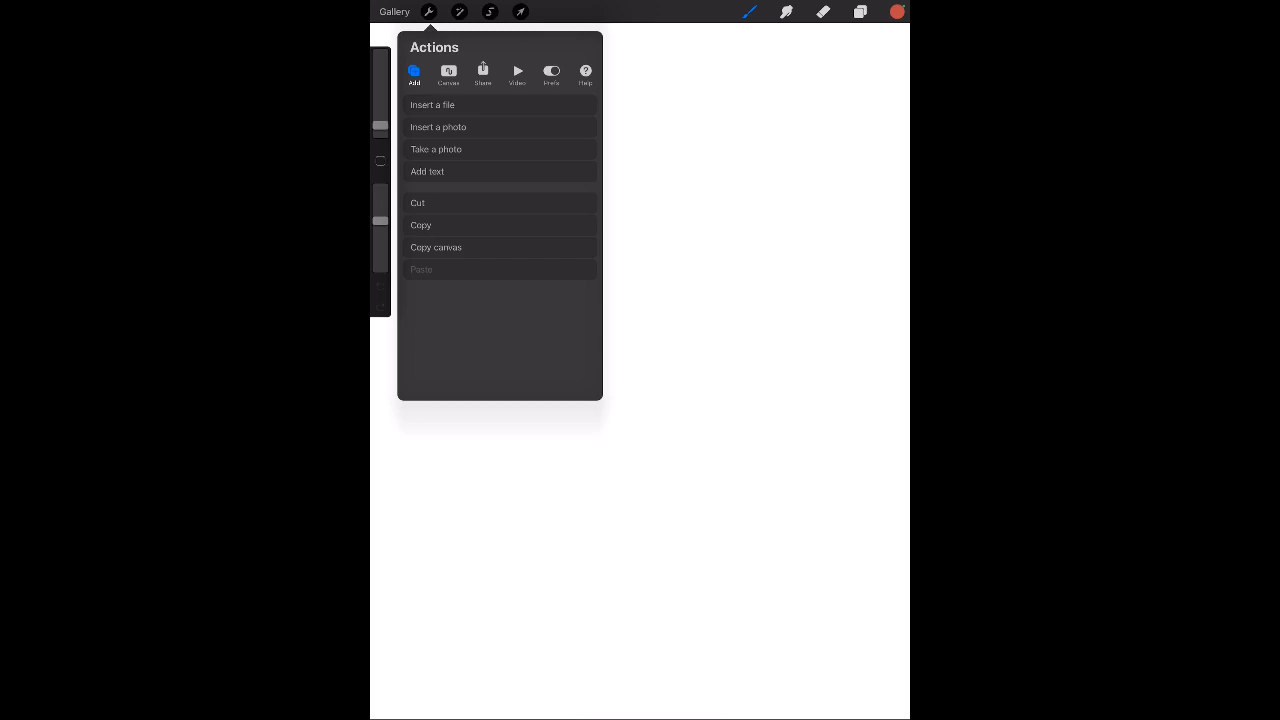 Gallery
Actions
Add Canvas Share Video Prefs Help
Insert a file
Insert a photo
Take a photo
Add text
Cut
Copy
Copy canvas
Paste